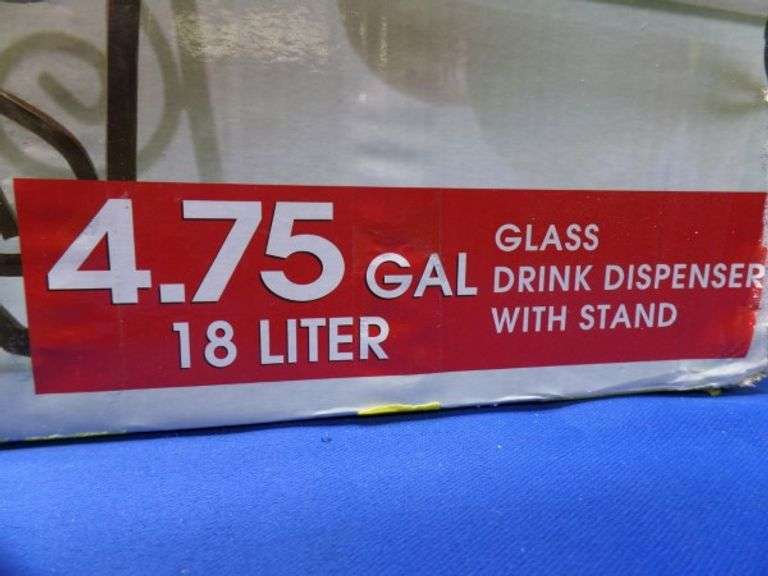 4.75 GAL
18 LITER
GLASS
DRINK DISPENSER
WITH STAND